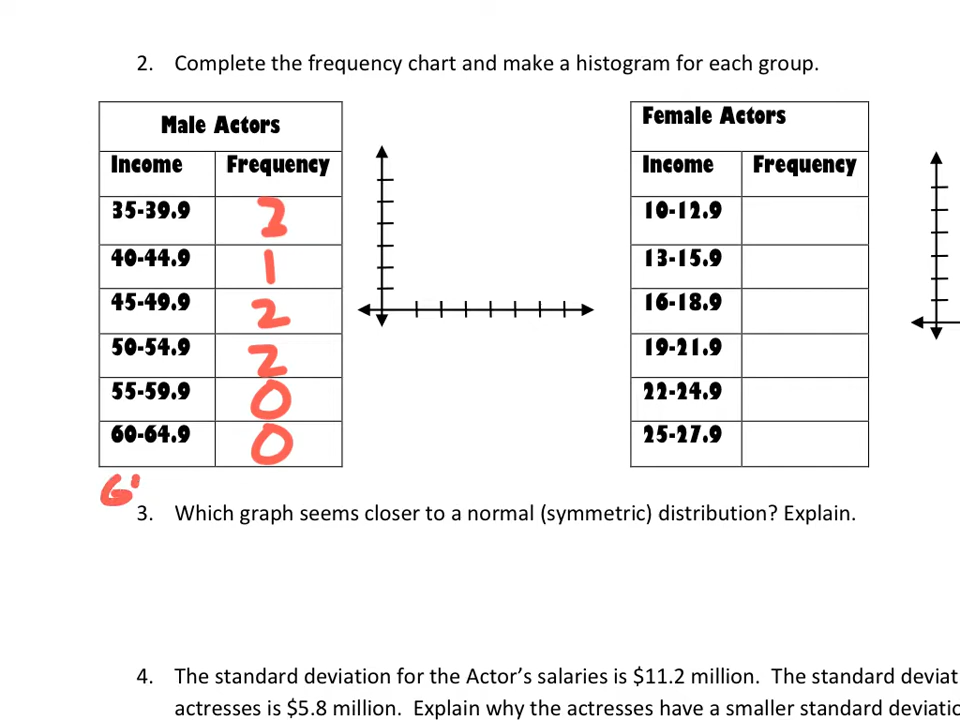 2. Complete the frequency chart and make a histogram for each group.
Male Actors
Income Frequency
35-39.9 2
40-44.9 1
45-49.9 2
50-54.9 2
55-59.9 0
60-64.9 0
6
Female Actors
Income Frequency
10-12.9
13-15.9
16-18.9
19-21.9
22-24.9
25-27.9
3. Which graph seems closer to a normal (symmetric) distribution? Explain.
4. The standard deviation for the Actor's salaries is $11.2 million. The standard deviat
actresses is $5.8 million. Explain why the actresses have a smaller standard deviatio